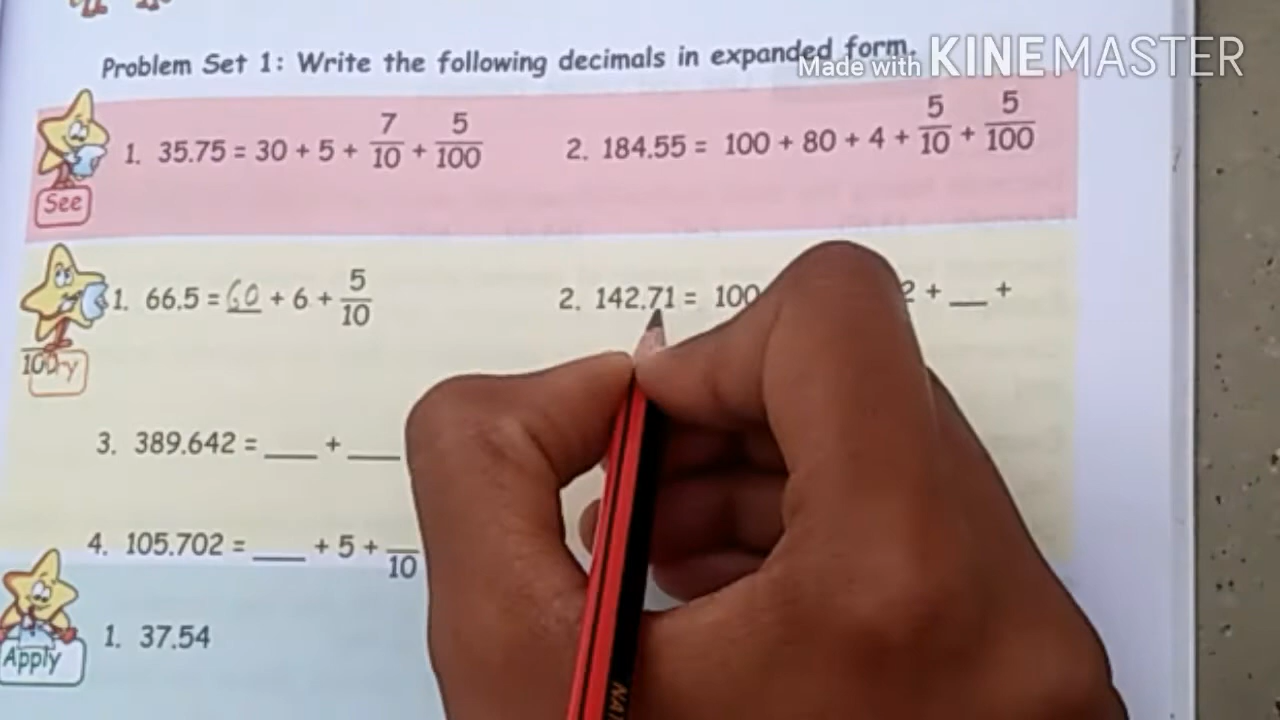 Problem Set 1: Write the following decimals in expanded form.
Made with KINEMASTER
1. 35.75 = 30 + 5 + 7/10 + 5/100
2. 184.55 = 100 + 80 + 4 + 5/10 + 5/100
See
1. 66.5 = 60 + 6 + 5/10
2. 142.71 = 100 2 + __ +
100
3. 389.642 = ___ + ___
4. 105.702 = ___ + 5 + __/10
1. 37.54
Apply